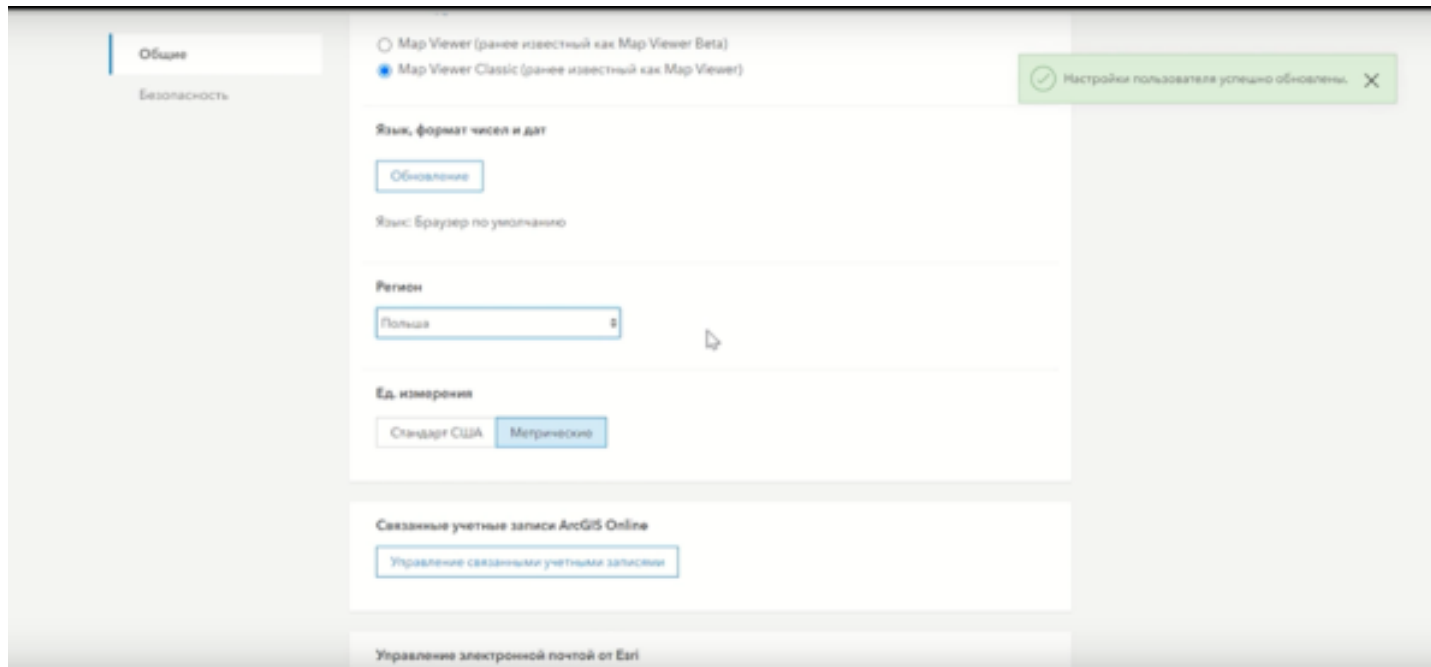 Общие
Безопасность
Map Viewer (ранее известный как Map Viewer Beta)
Map Viewer Classic (ранее известный как Map Viewer)
Настройки пользователя успешно обновлены.
Язык, формат чисел и дат
Обновление
Язык: Браузер по умолчанию
Регион
Польша
Ед. измерения
Стандарт США
Метрические
Связанные учетные записи ArcGIS Online
Управление связанными учетными записями
Управление электронной почтой от Esri